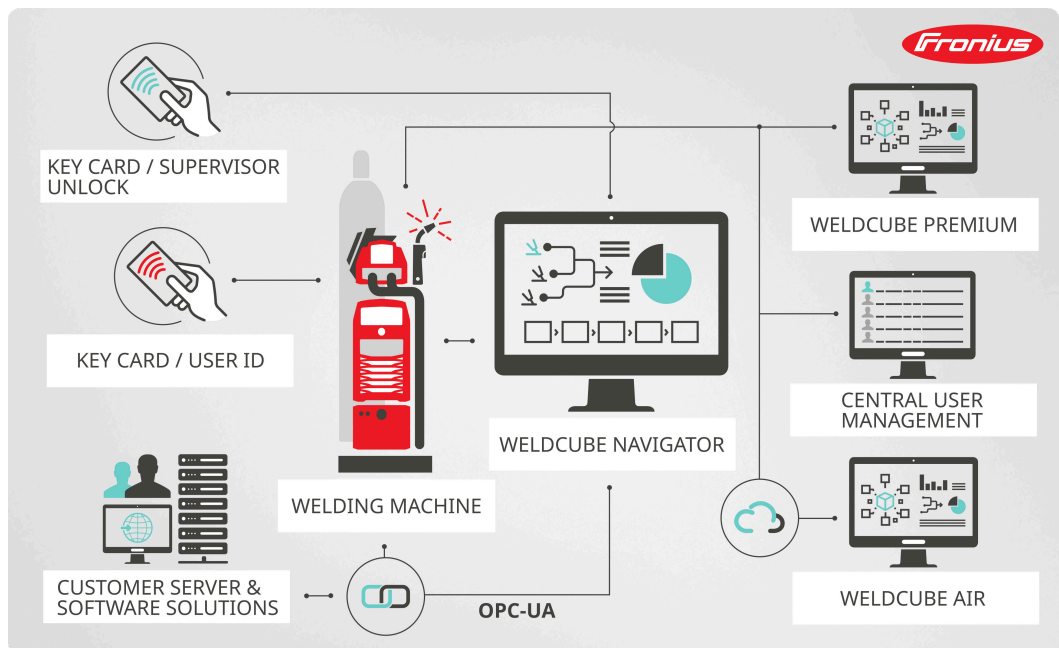 Fronius
KEY CARD / SUPERVISOR
UNLOCK
WELDCUBE PREMIUM
KEY CARD / USER ID
CENTRAL USER
MANAGEMENT
WELDCUBE NAVIGATOR
WELDING MACHINE
CUSTOMER SERVER &
SOFTWARE SOLUTIONS
OPC-UA
WELDCUBE AIR